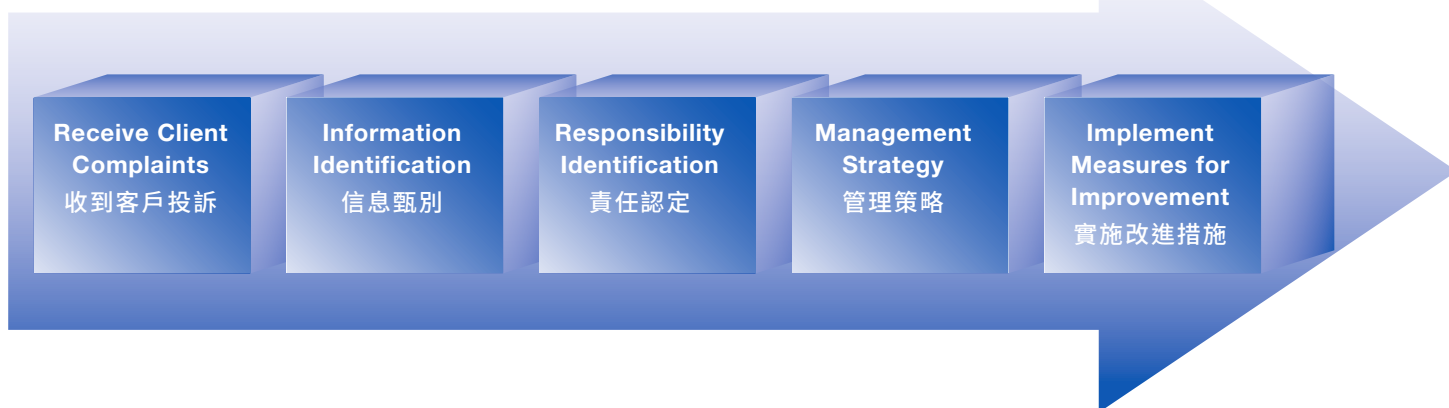 Receive Client
Complaints
收到客戶投訴
Information
Identification
信息甄別
Responsibility
Identification
責任認定
Management
Strategy
管理策略
Implement
Measures for
Improvement
實施改進措施